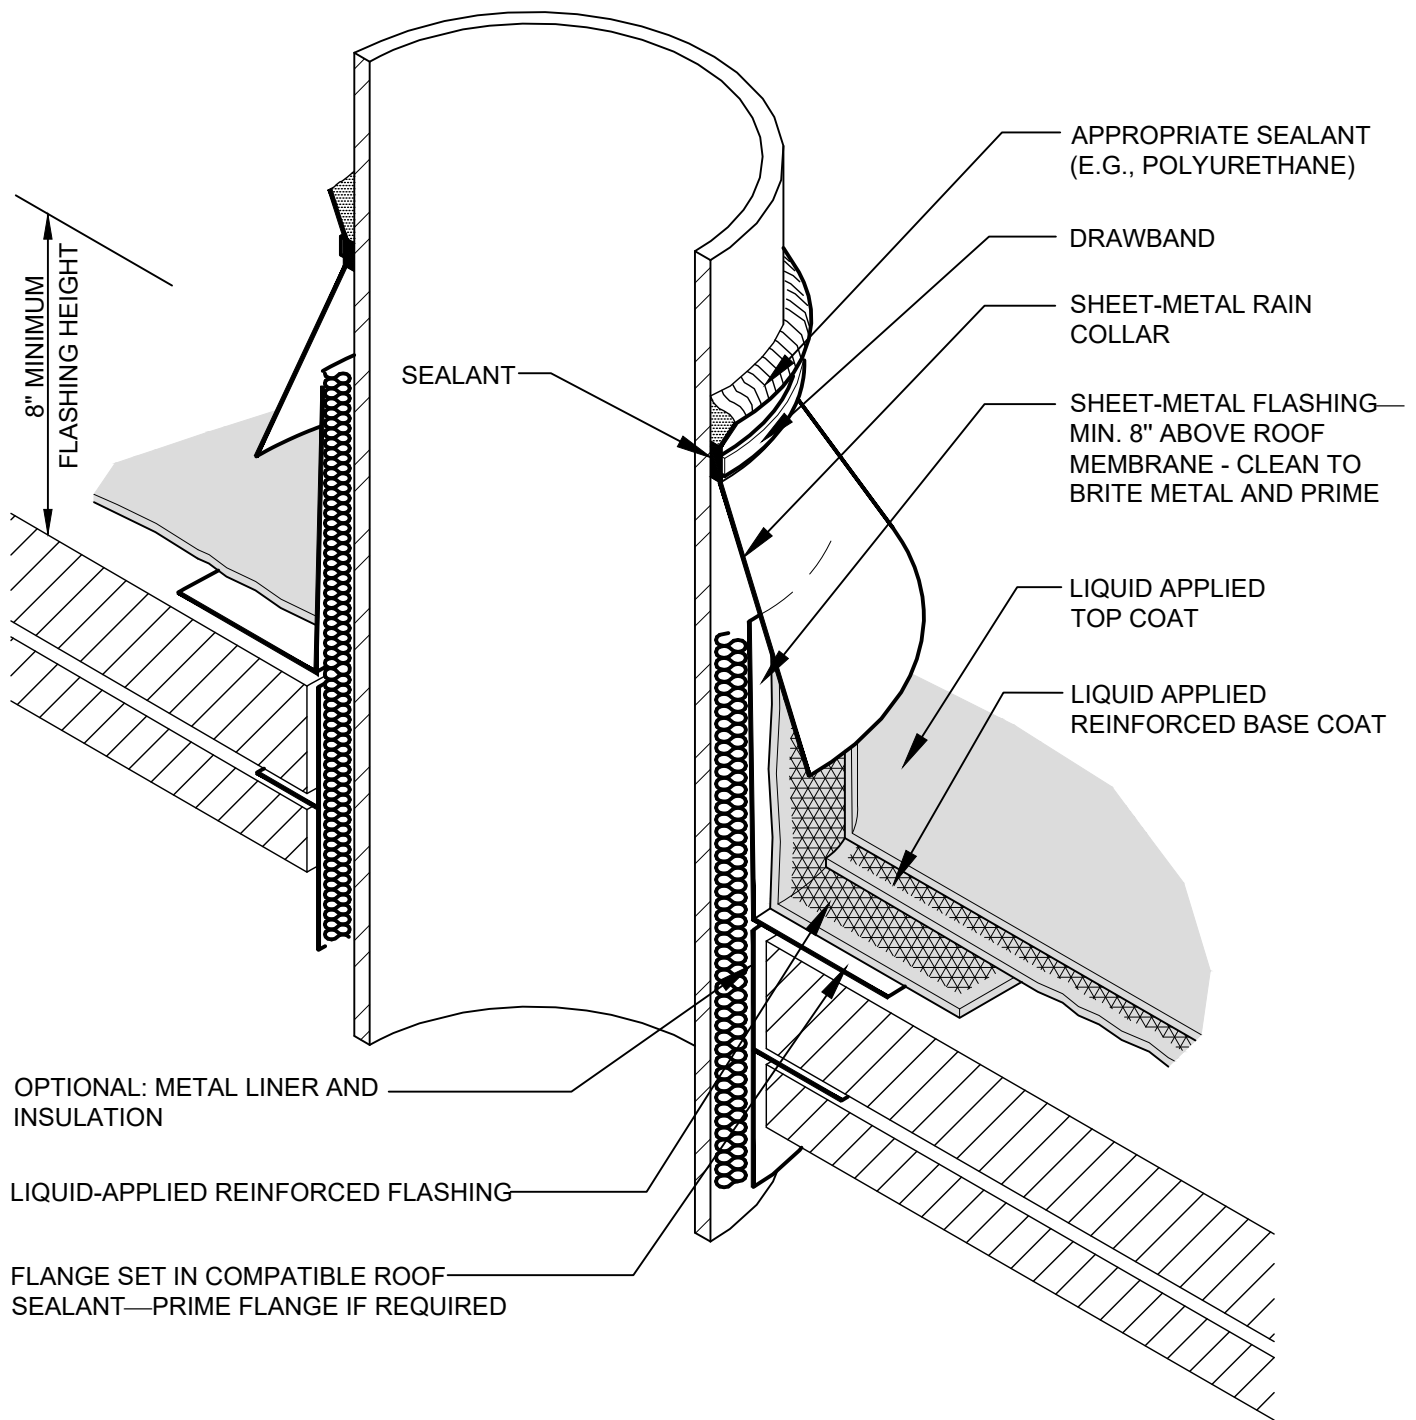 APPROPRIATE SEALANT
(E.G., POLYURETHANE)
DRAWBAND
SHEET-METAL RAIN
COLLAR
8" MINIMUM
FLASHING HEIGHT
SEALANT
SHEET-METAL FLASHING—
MIN. 8" ABOVE ROOF
MEMBRANE - CLEAN TO
BRITE METAL AND PRIME
LIQUID APPLIED
TOP COAT
LIQUID APPLIED
REINFORCED BASE COAT
OPTIONAL: METAL LINER AND
INSULATION
LIQUID-APPLIED REINFORCED FLASHING
FLANGE SET IN COMPATIBLE ROOF
SEALANT—PRIME FLANGE IF REQUIRED